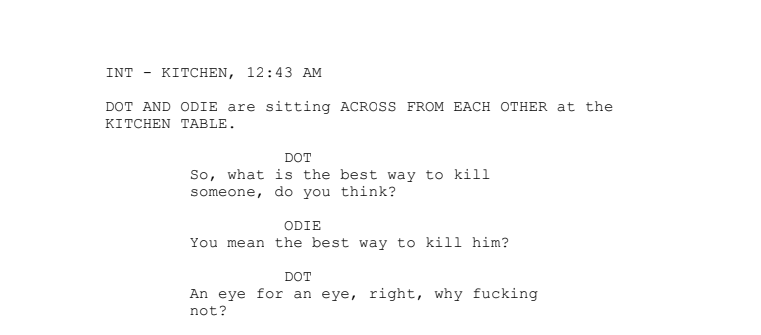 INT - KITCHEN, 12:43 AM
DOT AND ODIE are sitting ACROSS FROM EACH OTHER at the
KITCHEN TABLE.
DOT
So, what is the best way to kill
someone, do you think?
ODIE
You mean the best way to kill him?
DOT
An eye for an eye, right, why fucking
not?